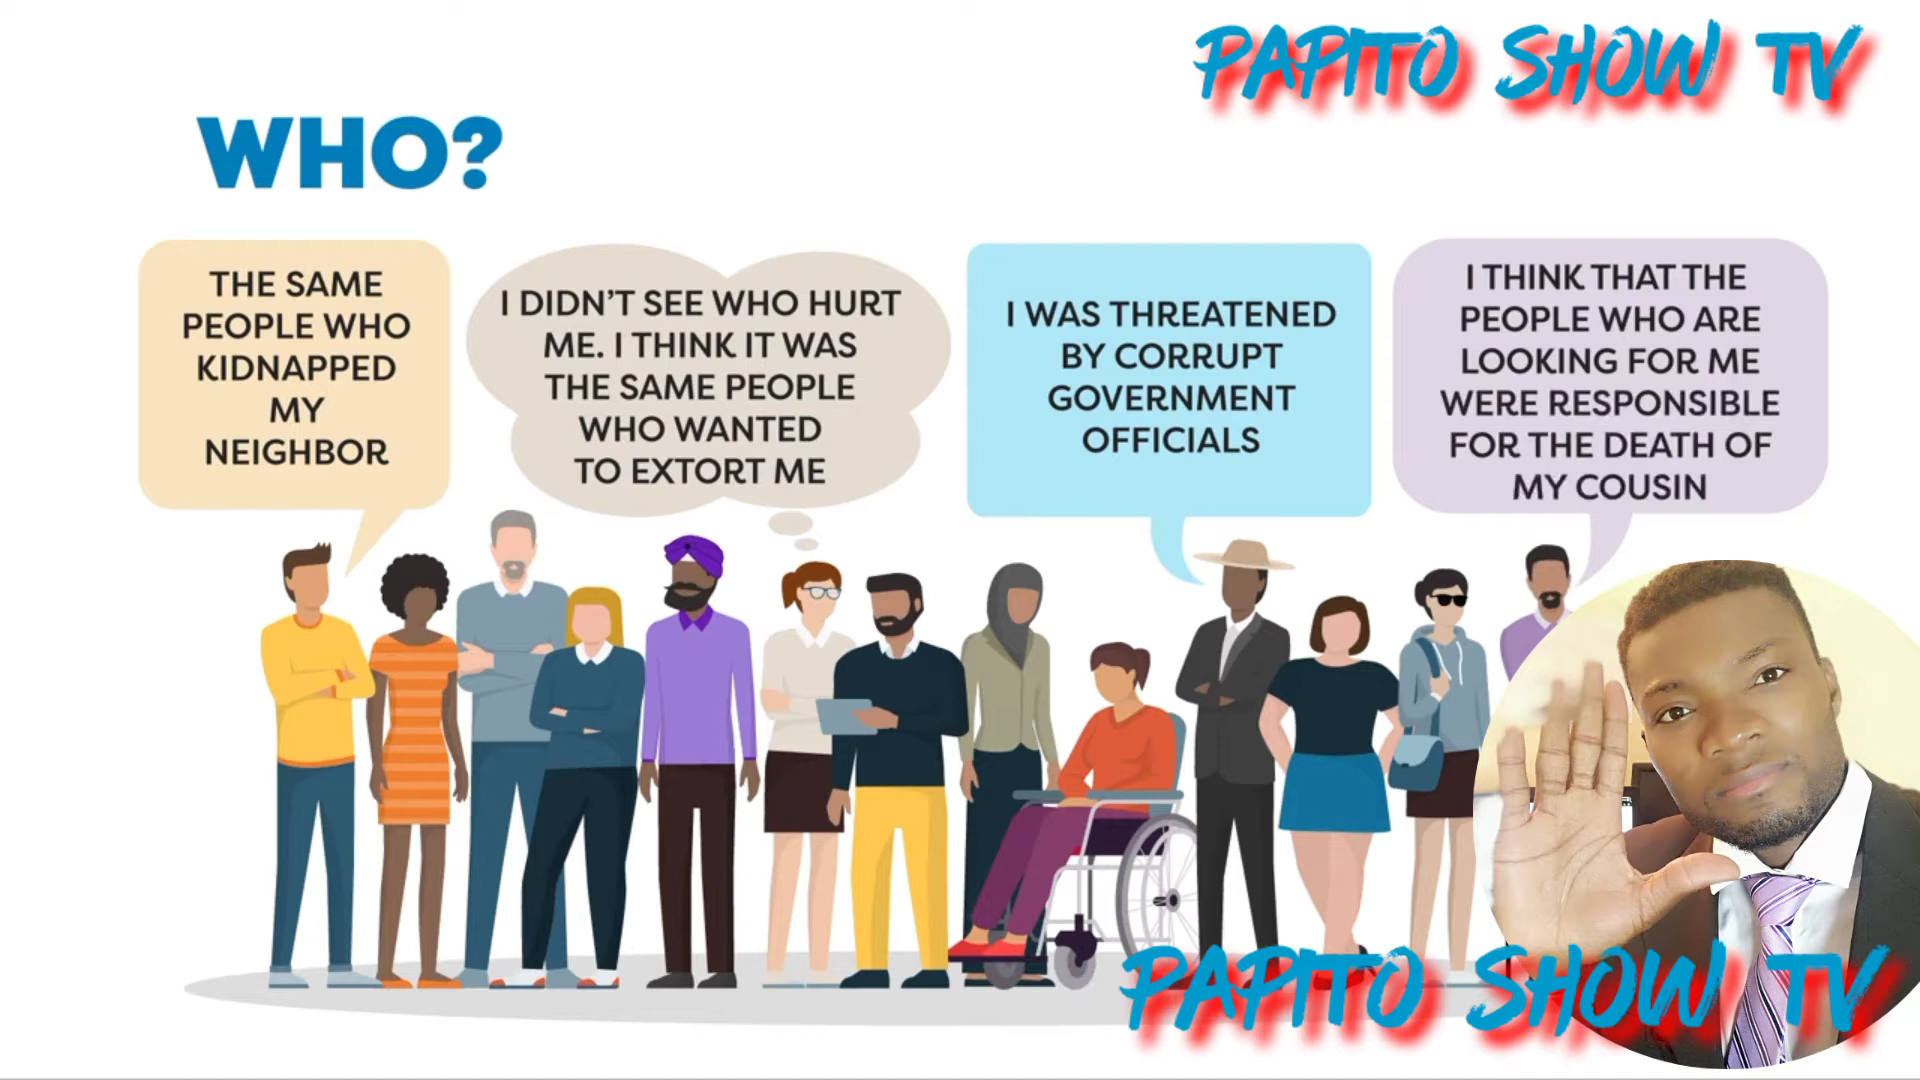 PAPITO SHOW TV
WHO?
THE SAME
PEOPLE WHO
KIDNAPPED
MY
NEIGHBOR
I DIDN'T SEE WHO HURT
ME. I THINK IT WAS
THE SAME PEOPLE
WHO WANTED
TO EXTORT ME
I WAS THREATENED
BY CORRUPT
GOVERNMENT
OFFICIALS
I THINK THAT THE
PEOPLE WHO ARE
LOOKING FOR ME
WERE RESPONSIBLE
FOR THE DEATH OF
MY COUSIN
PAPITO SHOW TV